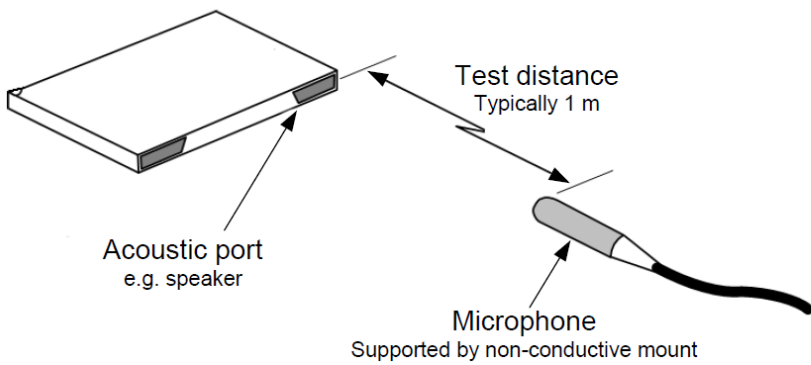 Test distance
Typically 1 m
Acoustic port
e.g. speaker
Microphone
Supported by non-conductive mount